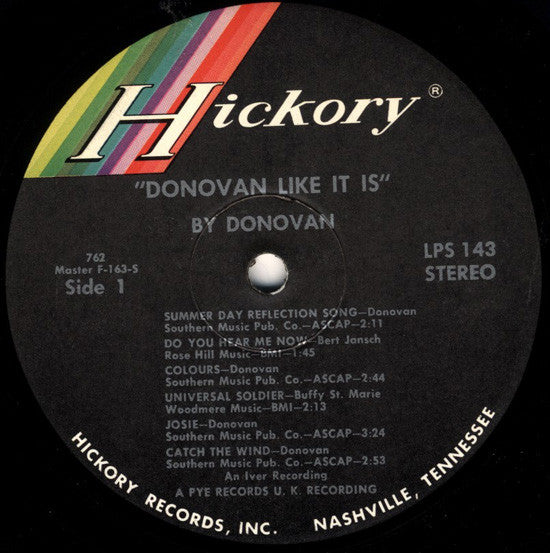 Hickory®
"DONOVAN LIKE IT IS"
BY DONOVAN
762
Master F-163-S
Side 1
LPS 143
STEREO
SUMMER DAY REFLECTION SONG—Donovan
Southern Music Pub. Co.—ASCAP—2:11
DO YOU HEAR ME NOW—Bert Jansch
Rose Hill Music—BMI—1:45
COLOURS—Donovan
Southern Music Pub. Co.—ASCAP—2:44
UNIVERSAL SOLDIER—Buffy St. Marie
Woodmere Music—BMI—2:13
JOSIE—Donovan
Southern Music Pub. Co.—ASCAP—3:24
CATCH THE WIND—Donovan
Southern Music Pub. Co.—ASCAP—2:53
An Iver Recording
A PYE RECORDS U. K. RECORDING
HICKORY RECORDS, INC. NASHVILLE, TENNESSEE